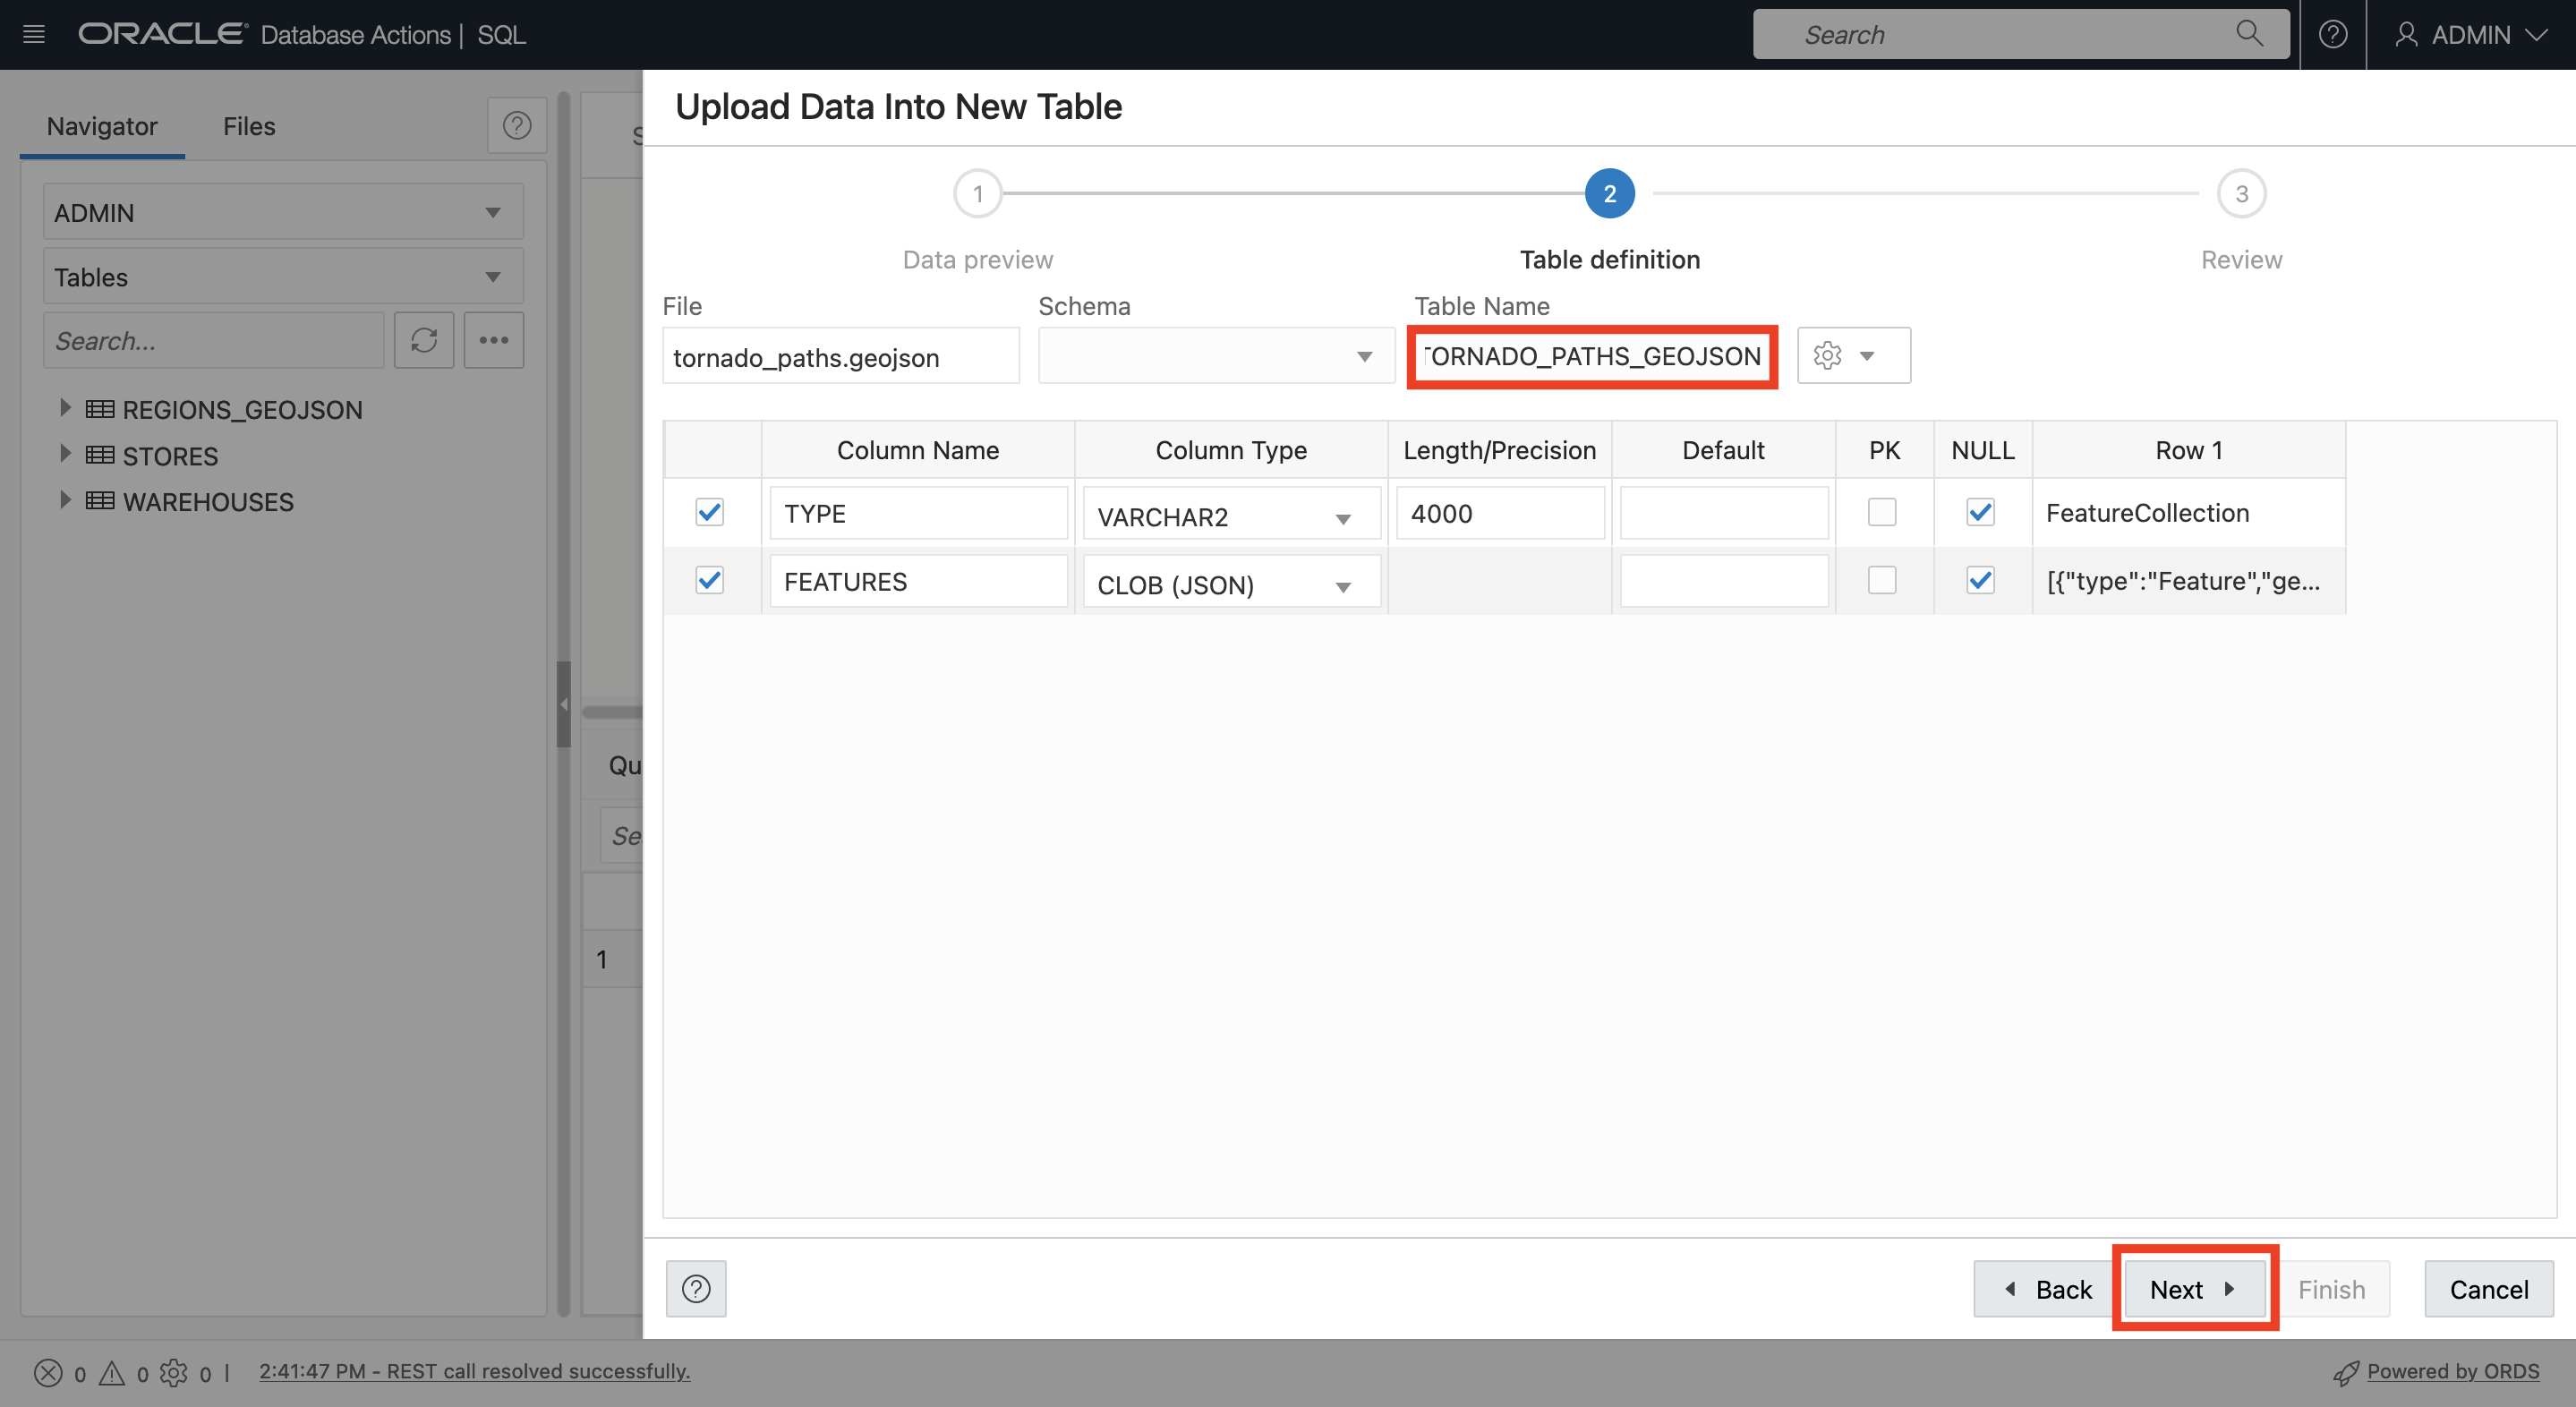 ORACLE Database Actions | SQL
Search
ADMIN
Navigator
Files
ADMIN
Tables
Search...
REGIONS_GEOJSON
STORES
WAREHOUSES
S
Qu
Se
1
Upload Data Into New Table
1
2
3
Data preview
Table definition
Review
File
Schema
Table Name
tornado_paths.geojson
TORNADO_PATHS_GEOJSON
Column Name Column Type Length/Precision Default PK NULL Row 1
TYPE VARCHAR2 4000 FeatureCollection
FEATURES CLOB (JSON) [{"type":"Feature","ge...
Back
Next
Finish
Cancel
0 0 0 | 2:41:47 PM - REST call resolved successfully.
Powered by ORDS